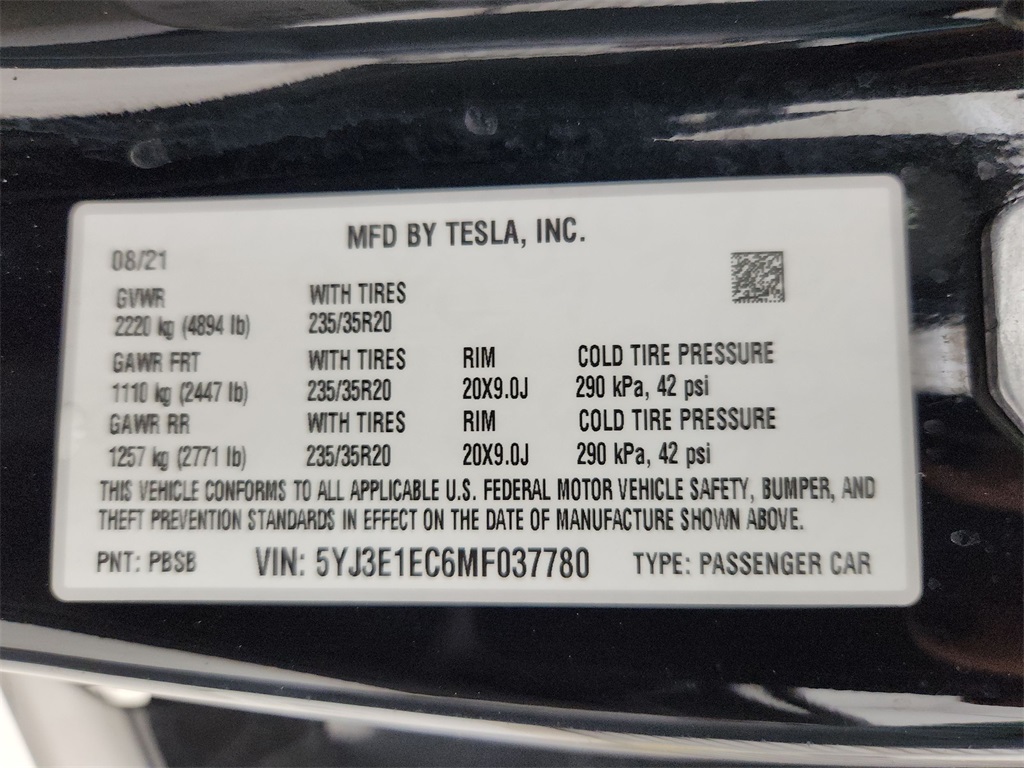 MFD BY TESLA, INC.
08/21
GVWR WITH TIRES
2220 kg (4894 lb) 235/35R20
GAWR FRT WITH TIRES RIM COLD TIRE PRESSURE
1110 kg (2447 lb) 235/35R20 20X9.0J 290 kPa, 42 psi
GAWR RR WITH TIRES RIM COLD TIRE PRESSURE
1257 kg (2771 lb) 235/35R20 20X9.0J 290 kPa, 42 psi
THIS VEHICLE CONFORMS TO ALL APPLICABLE U.S. FEDERAL MOTOR VEHICLE SAFETY, BUMPER, AND
THEFT PREVENTION STANDARDS IN EFFECT ON THE DATE OF MANUFACTURE SHOWN ABOVE.
PNT: PBSB VIN: 5YJ3E1EC6MF037780 TYPE: PASSENGER CAR